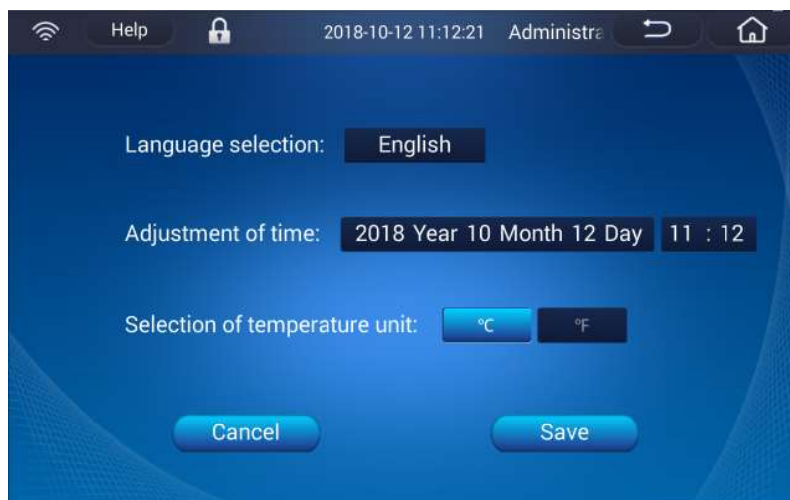 Help 2018-10-12 11:12:21 Administra
Language selection: English
Adjustment of time: 2018 Year 10 Month 12 Day 11 : 12
Selection of temperature unit: °C °F
Cancel Save